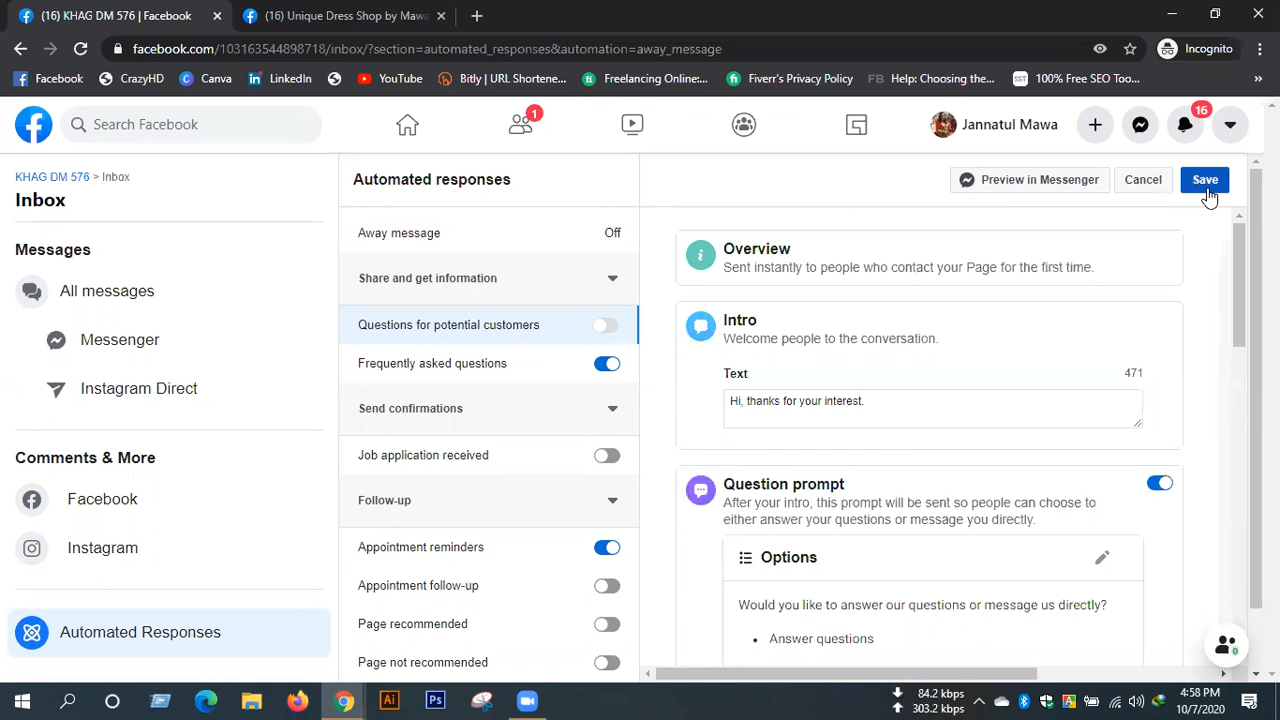 (16) KHAG DM 576 | Facebook
(16) Unique Dress Shop by Mawa
facebook.com/103163544898718/inbox/?section=automated_responses&automation=away_message
Incognito
Facebook
CrazyHD
Canva
LinkedIn
YouTube
Bitly | URL Shortene...
Freelancing Online:...
Fiverr's Privacy Policy
FB Help: Choosing the...
SST 100% Free SEO Toc...
Search Facebook
1
Jannatul Mawa
16
KHAG DM 576 > Inbox
Inbox
Messages
All messages
Messenger
Instagram Direct
Comments & More
Facebook
Instagram
Automated Responses
Automated responses
Away message Off
Share and get information
Questions for potential customers
Frequently asked questions
Send confirmations
Job application received
Follow-up
Appointment reminders
Appointment follow-up
Page recommended
Page not recommended
Preview in Messenger
Cancel
Save
Overview
Sent instantly to people who contact your Page for the first time.
Intro
Welcome people to the conversation.
Text 471
Hi, thanks for your interest.
Question prompt
After your intro, this prompt will be sent so people can choose to
either answer your questions or message you directly.
Options
Would you like to answer our questions or message us directly?
• Answer questions
0
Ai
Ps
84.2 kbps
303.2 kbps
4:58 PM
10/7/2020